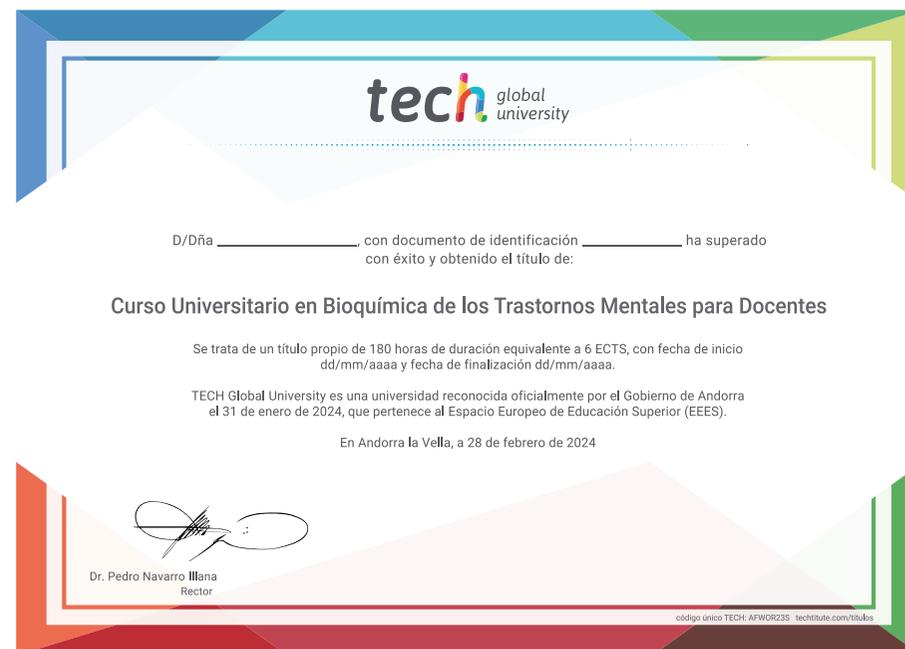 tech global
university
D/Dña ______________, con documento de identificación __________ ha superado
con éxito y obtenido el título de:
Curso Universitario en Bioquímica de los Trastornos Mentales para Docentes
Se trata de un título propio de 180 horas de duración equivalente a 6 ECTS, con fecha de inicio
dd/mm/aaaa y fecha de finalización dd/mm/aaaa.
TECH Global University es una universidad reconocida oficialmente por el Gobierno de Andorra
el 31 de enero de 2024, que pertenece al Espacio Europeo de Educación Superior (EEES).
En Andorra la Vella, a 28 de febrero de 2024
Dr. Pedro Navarro Illana
Rector
código único TECH: AFWOR23S techtitute.com/titulos